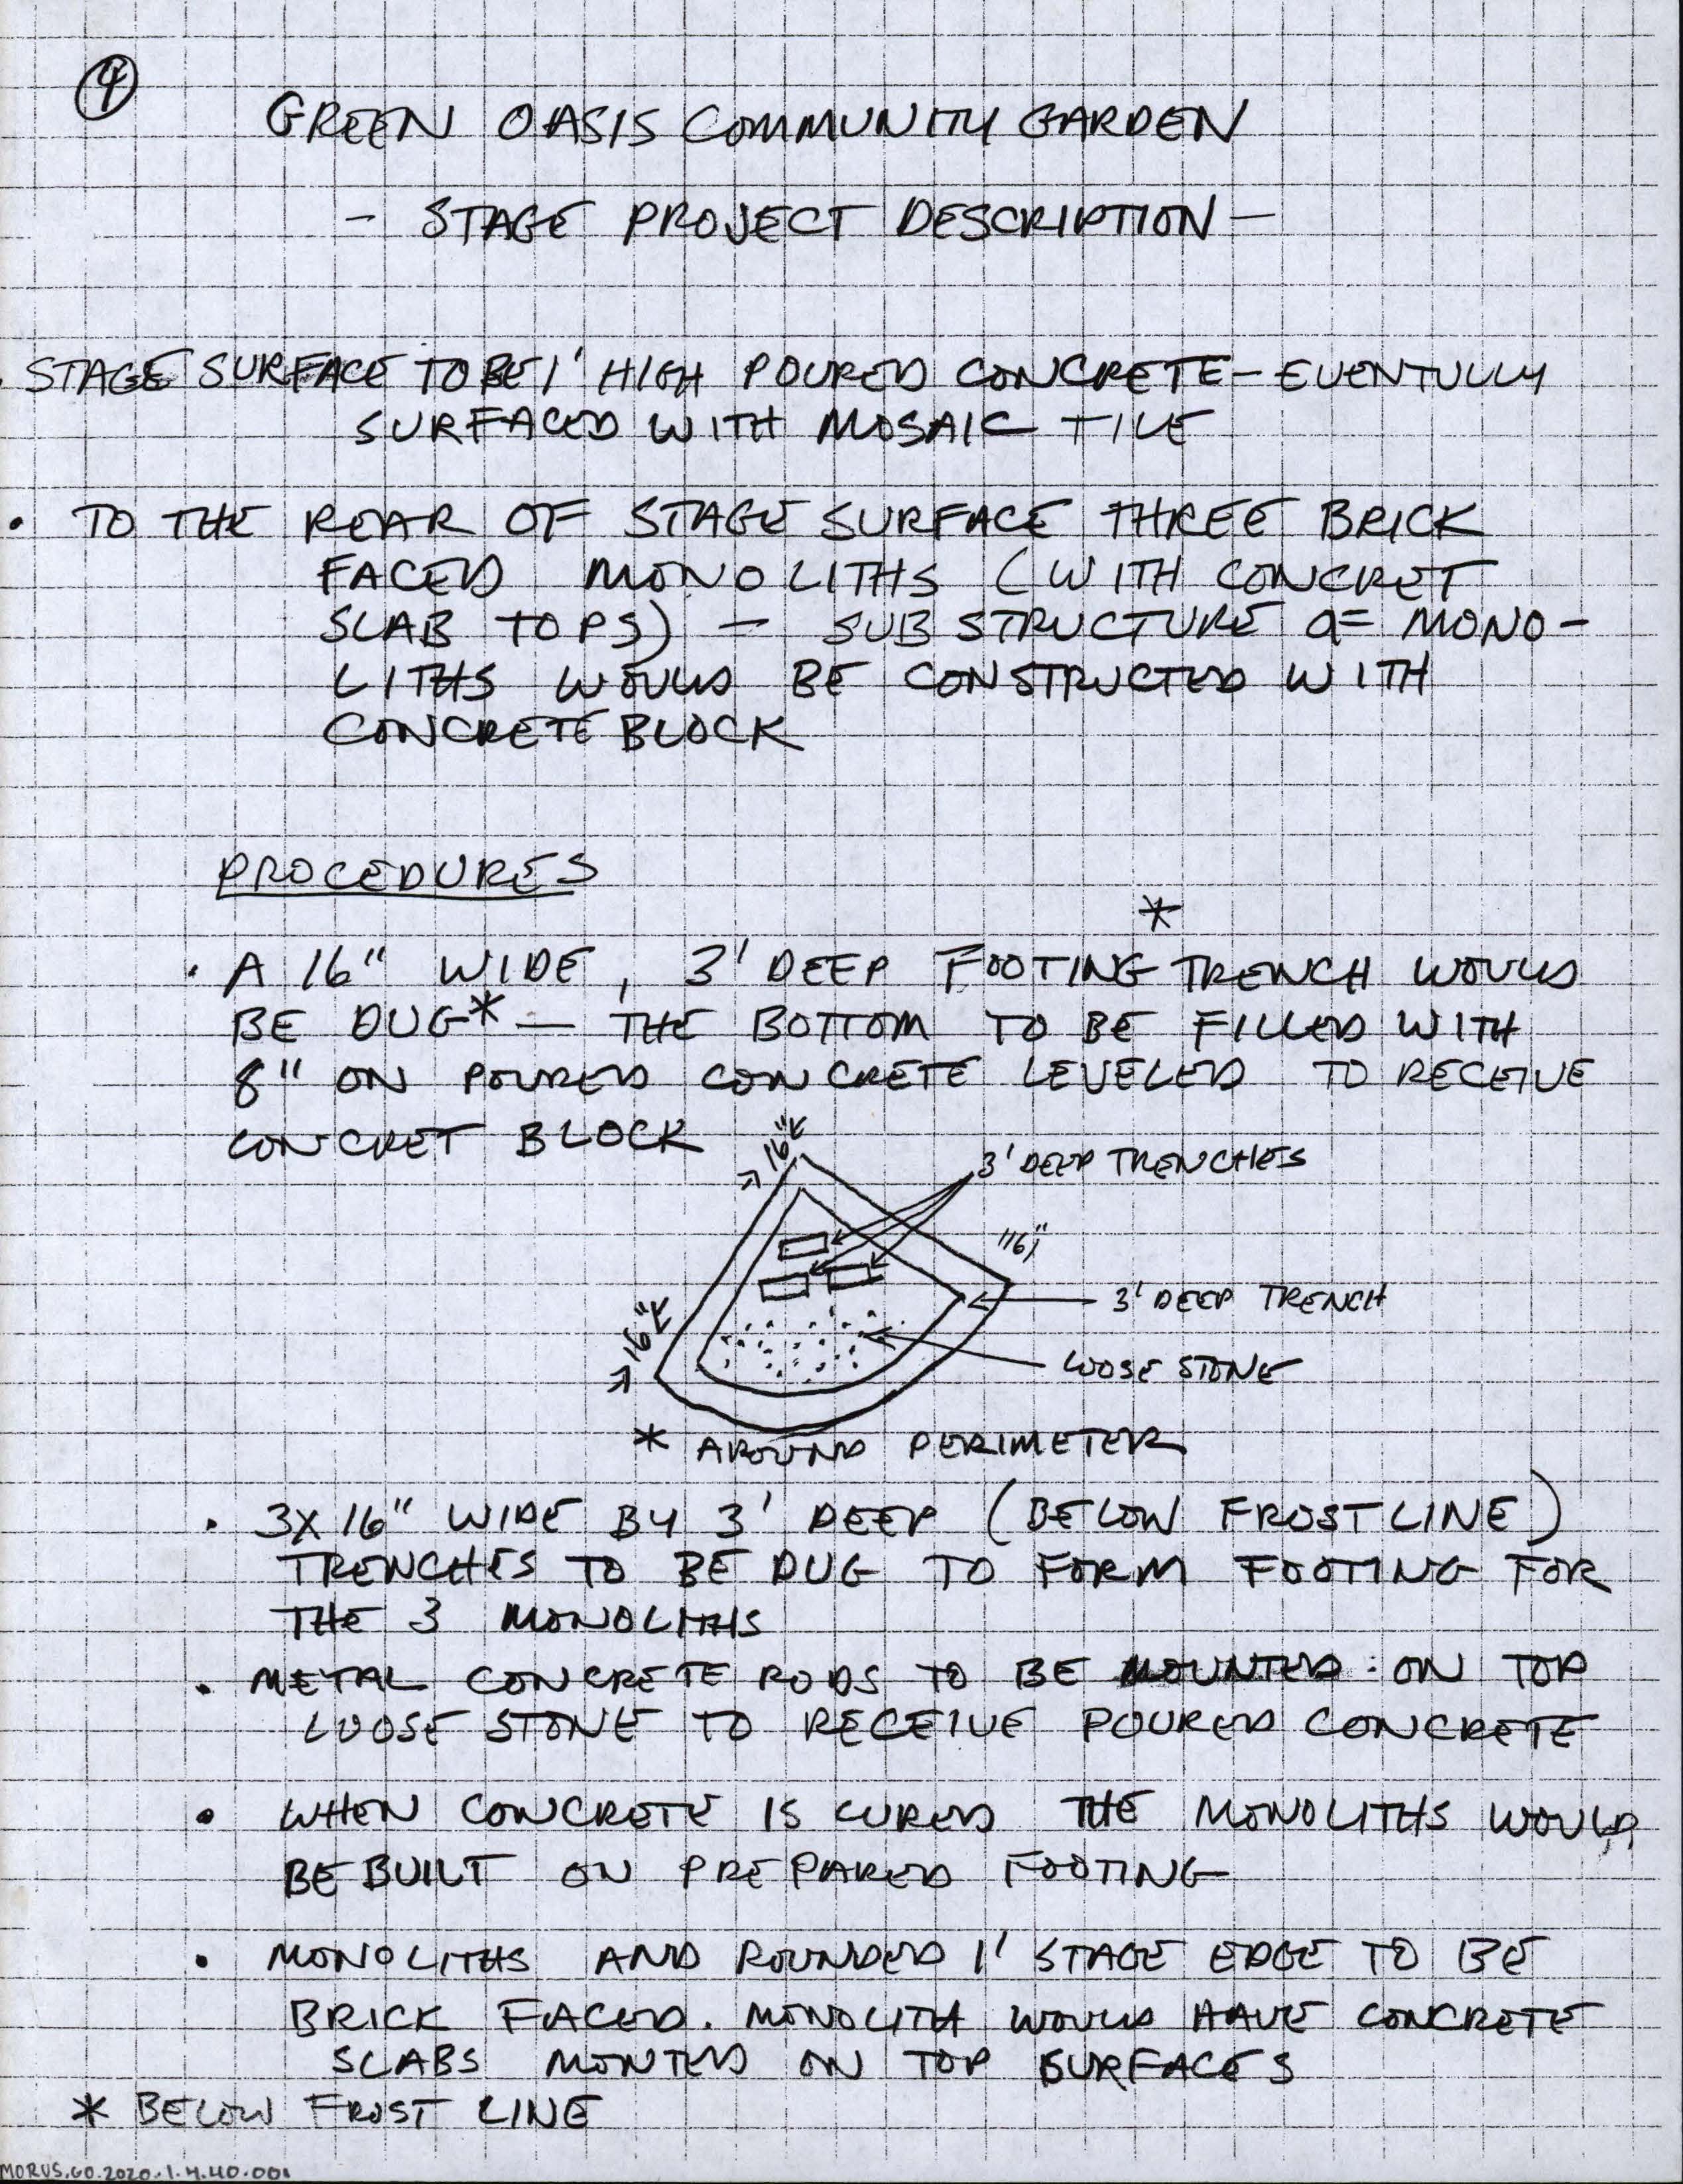 4
GREEN OASIS COMMUNITY GARDEN
- STAGE PROJECT DESCRIPTION -
. STAGE SURFACE TO BE 1' HIGH POURED CONCRETE - EVENTULLY
SURFACED WITH MOSAIC TILE
• TO THE REAR OF STAGE SURFACE THREE BRICK
FACED MONOLITHS (WITH CONCRET
SLAB TOPS) - SUB STRUCTURE OF MONO-
LITHS WOULD BE CONSTRUCTED WITH
CONCRETE BLOCK
PROCEDURES
*
• A 16" WIDE, 3' DEEP FOOTING TRENCH WOULD
BE DUG* — THE BOTTOM TO BE FILLED WITH
8" ON POURED CONCRETE LEVELED TO RECEIVE
CONCRET BLOCK
16"
3' DEEP TRENCHES
16"
3' DEEP TRENCH
16"
LOOSE STONE
* AROUND PERIMETER
• 3X16" WIDE BY 3' DEEP (BELOW FROST LINE)
TRENCHES TO BE DUG TO FORM FOOTING FOR
THE 3 MONOLITHS
• METAL CONCRETE RODS TO BE MOUNTED ON TOP
LOOSE STONE TO RECEIVE POURED CONCRETE
• WHEN CONCRETE IS CURED THE MONOLITHS WOULD
BE BUILT ON PREPARED FOOTING
• MONOLITHS AND ROUNDED 1' STAGE EDGE TO BE
BRICK FACED. MONOLITH WOULD HAVE CONCRETE
SLABS MONTED ON TOP SURFACES
* BELOW FROST LINE
MORUS.GO.2020.1.4.40.001